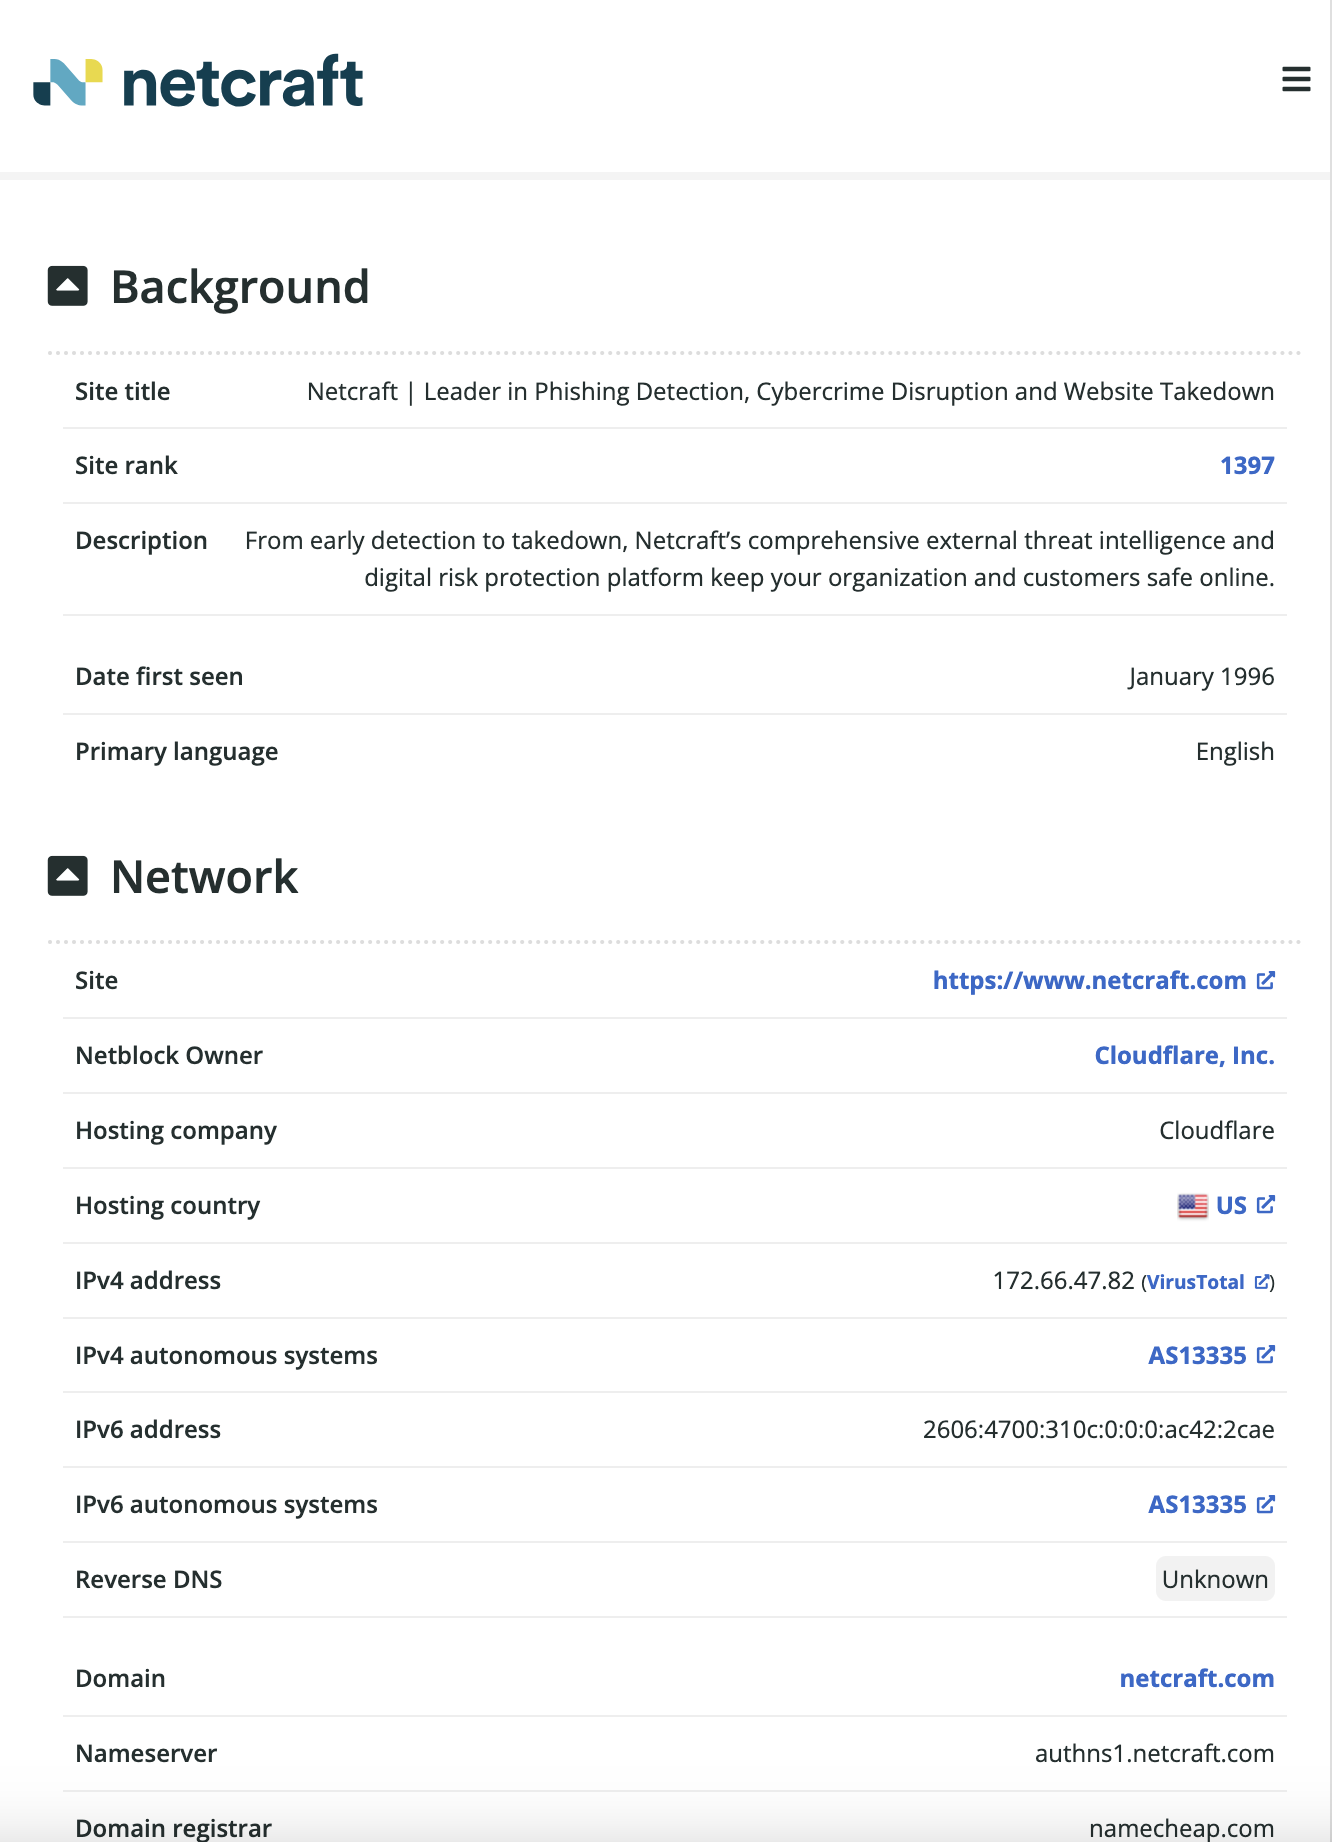 netcraft
Background
Site title Netcraft | Leader in Phishing Detection, Cybercrime Disruption and Website Takedown
Site rank 1397
Description From early detection to takedown, Netcraft’s comprehensive external threat intelligence and
digital risk protection platform keep your organization and customers safe online.
Date first seen January 1996
Primary language English
Network
Site https://www.netcraft.com
Netblock Owner Cloudflare, Inc.
Hosting company Cloudflare
Hosting country US
IPv4 address 172.66.47.82 (VirusTotal)
IPv4 autonomous systems AS13335
IPv6 address 2606:4700:310c:0:0:0:ac42:2cae
IPv6 autonomous systems AS13335
Reverse DNS Unknown
Domain netcraft.com
Nameserver authns1.netcraft.com
Domain registrar namecheap.com